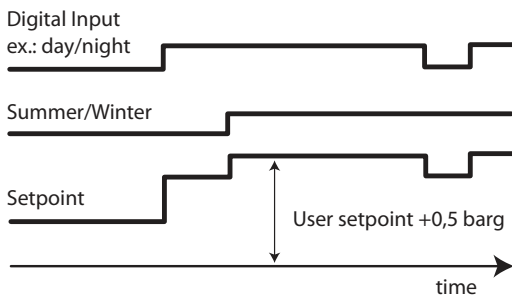 Digital Input
ex.: day/night
Summer/Winter
Setpoint
User setpoint +0,5 barg
time